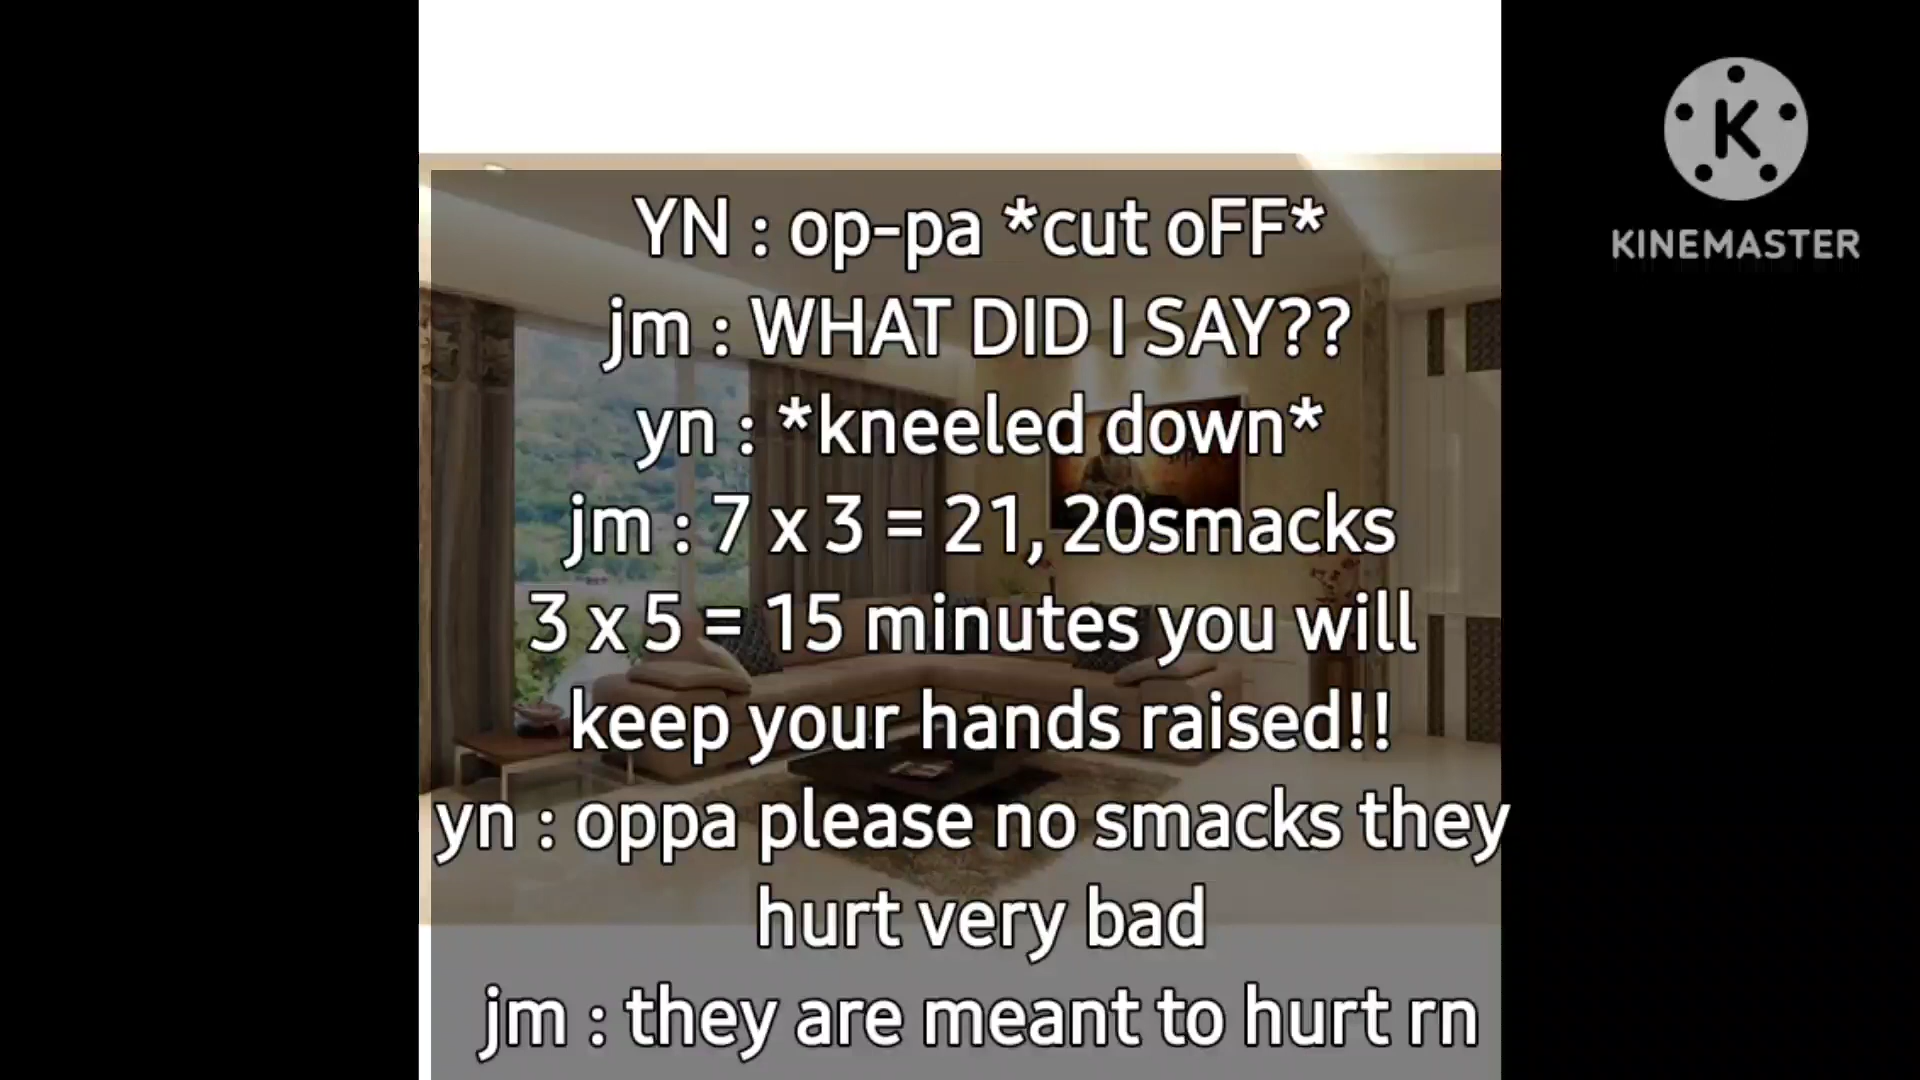 YN : op-pa *cut oFF*
jm : WHAT DID I SAY??
yn : *kneeled down*
jm : 7 x 3 = 21, 20smacks
3 x 5 = 15 minutes you will
keep your hands raised!!
yn : oppa please no smacks they
hurt very bad
jm : they are meant to hurt rn
K
KINEMASTER